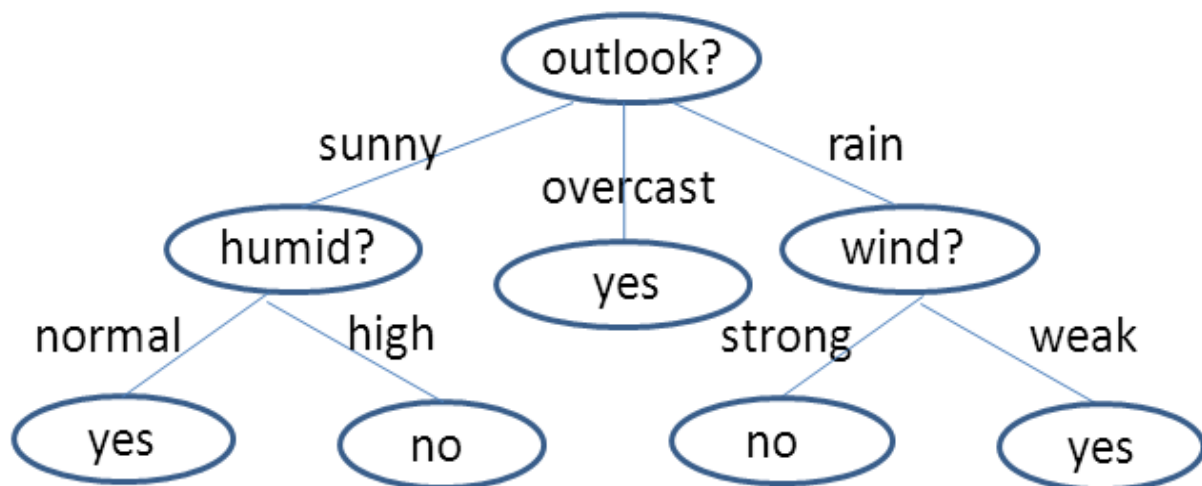 outlook?
sunny
rain
overcast
humid?
wind?
yes
normal
high
strong
weak
yes
no
no
yes